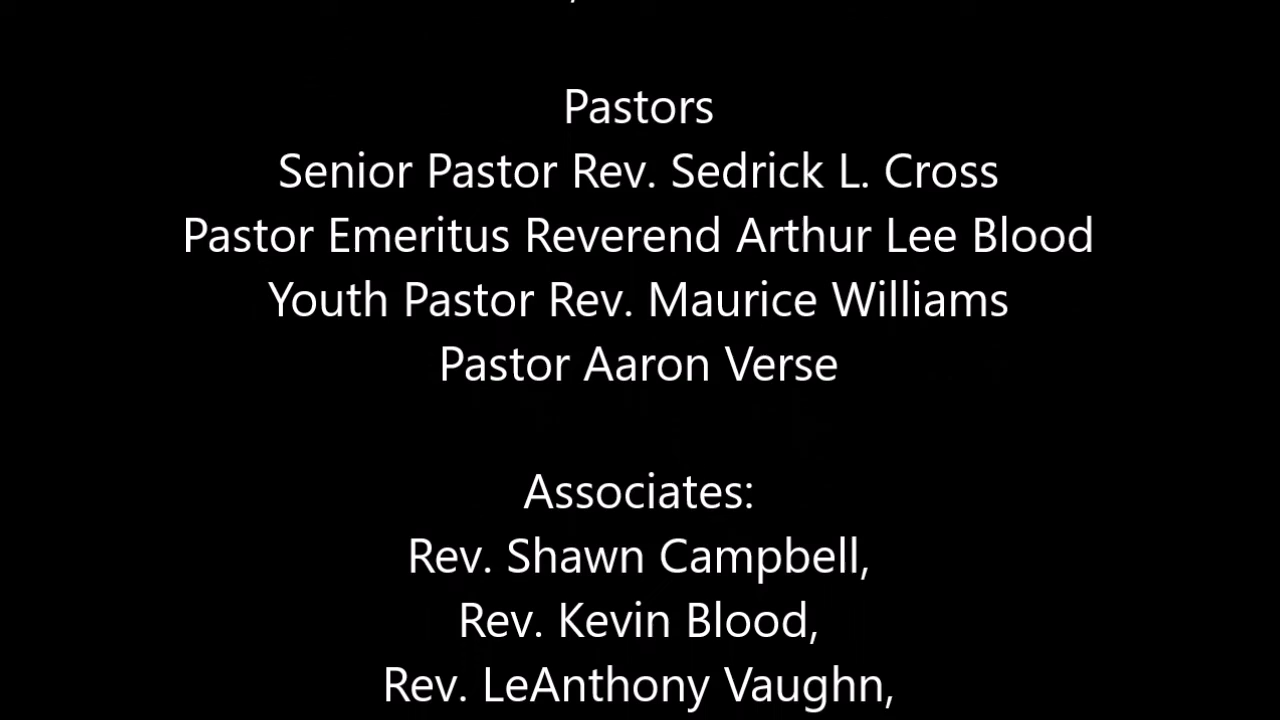 Pastors
Senior Pastor Rev. Sedrick L. Cross
Pastor Emeritus Reverend Arthur Lee Blood
Youth Pastor Rev. Maurice Williams
Pastor Aaron Verse
Associates:
Rev. Shawn Campbell,
Rev. Kevin Blood,
Rev. LeAnthony Vaughn,